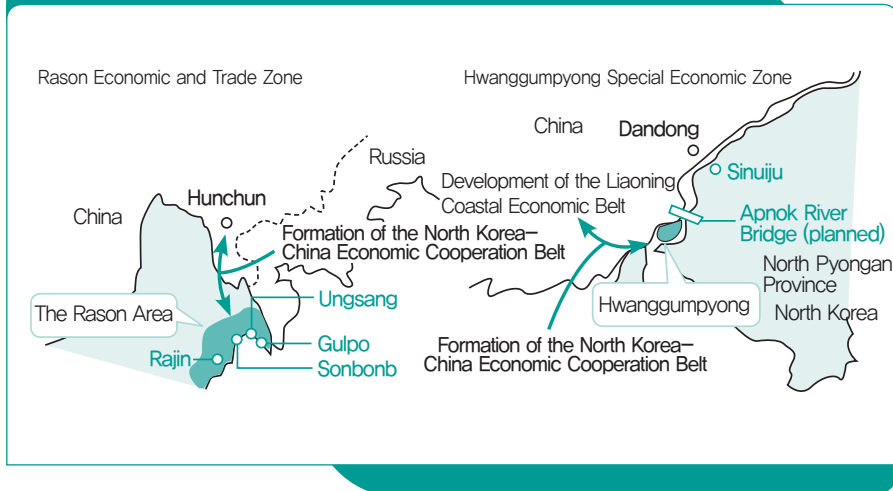 Rason Economic and Trade Zone
Russia
Hunchun
China
Formation of the North Korea–
China Economic Cooperation Belt
The Rason Area
Ungsang
Gulpo
Rajin
Sonbonb
Hwanggumpyong Special Economic Zone
China
Dandong
Sinuiju
Development of the Liaoning
Coastal Economic Belt
Apnok River
Bridge (planned)
North Pyongan
Province
North Korea
Hwanggumpyong
Formation of the North Korea–
China Economic Cooperation Belt